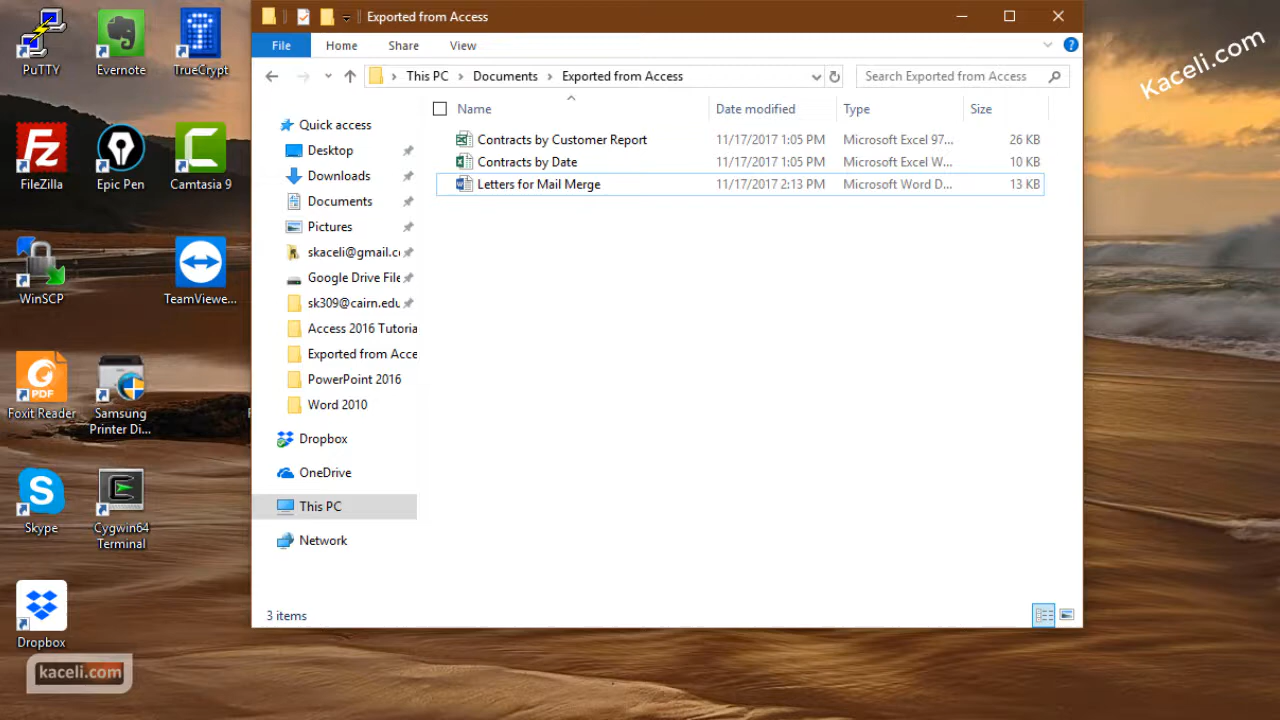 PuTTY
Evernote
TrueCrypt
FileZilla
Epic Pen
Camtasia 9
WinSCP
TeamViewe...
Foxit Reader
Samsung
Printer Di...
Skype
Cygwin64
Terminal
Dropbox
kaceli.com
Kaceli.com
Exported from Access
File Home Share View
This PC Documents Exported from Access
Search Exported from Access
Quick access
Desktop
Downloads
Documents
Pictures
skaceli@gmail.c
Google Drive File
sk309@cairn.edu
Access 2016 Tutoria
Exported from Acce
PowerPoint 2016
Word 2010
Dropbox
OneDrive
This PC
Network
Name Date modified Type Size
Contracts by Customer Report 11/17/2017 1:05 PM Microsoft Excel 97... 26 KB
Contracts by Date 11/17/2017 1:05 PM Microsoft Excel W... 10 KB
Letters for Mail Merge 11/17/2017 2:13 PM Microsoft Word D... 13 KB
3 items